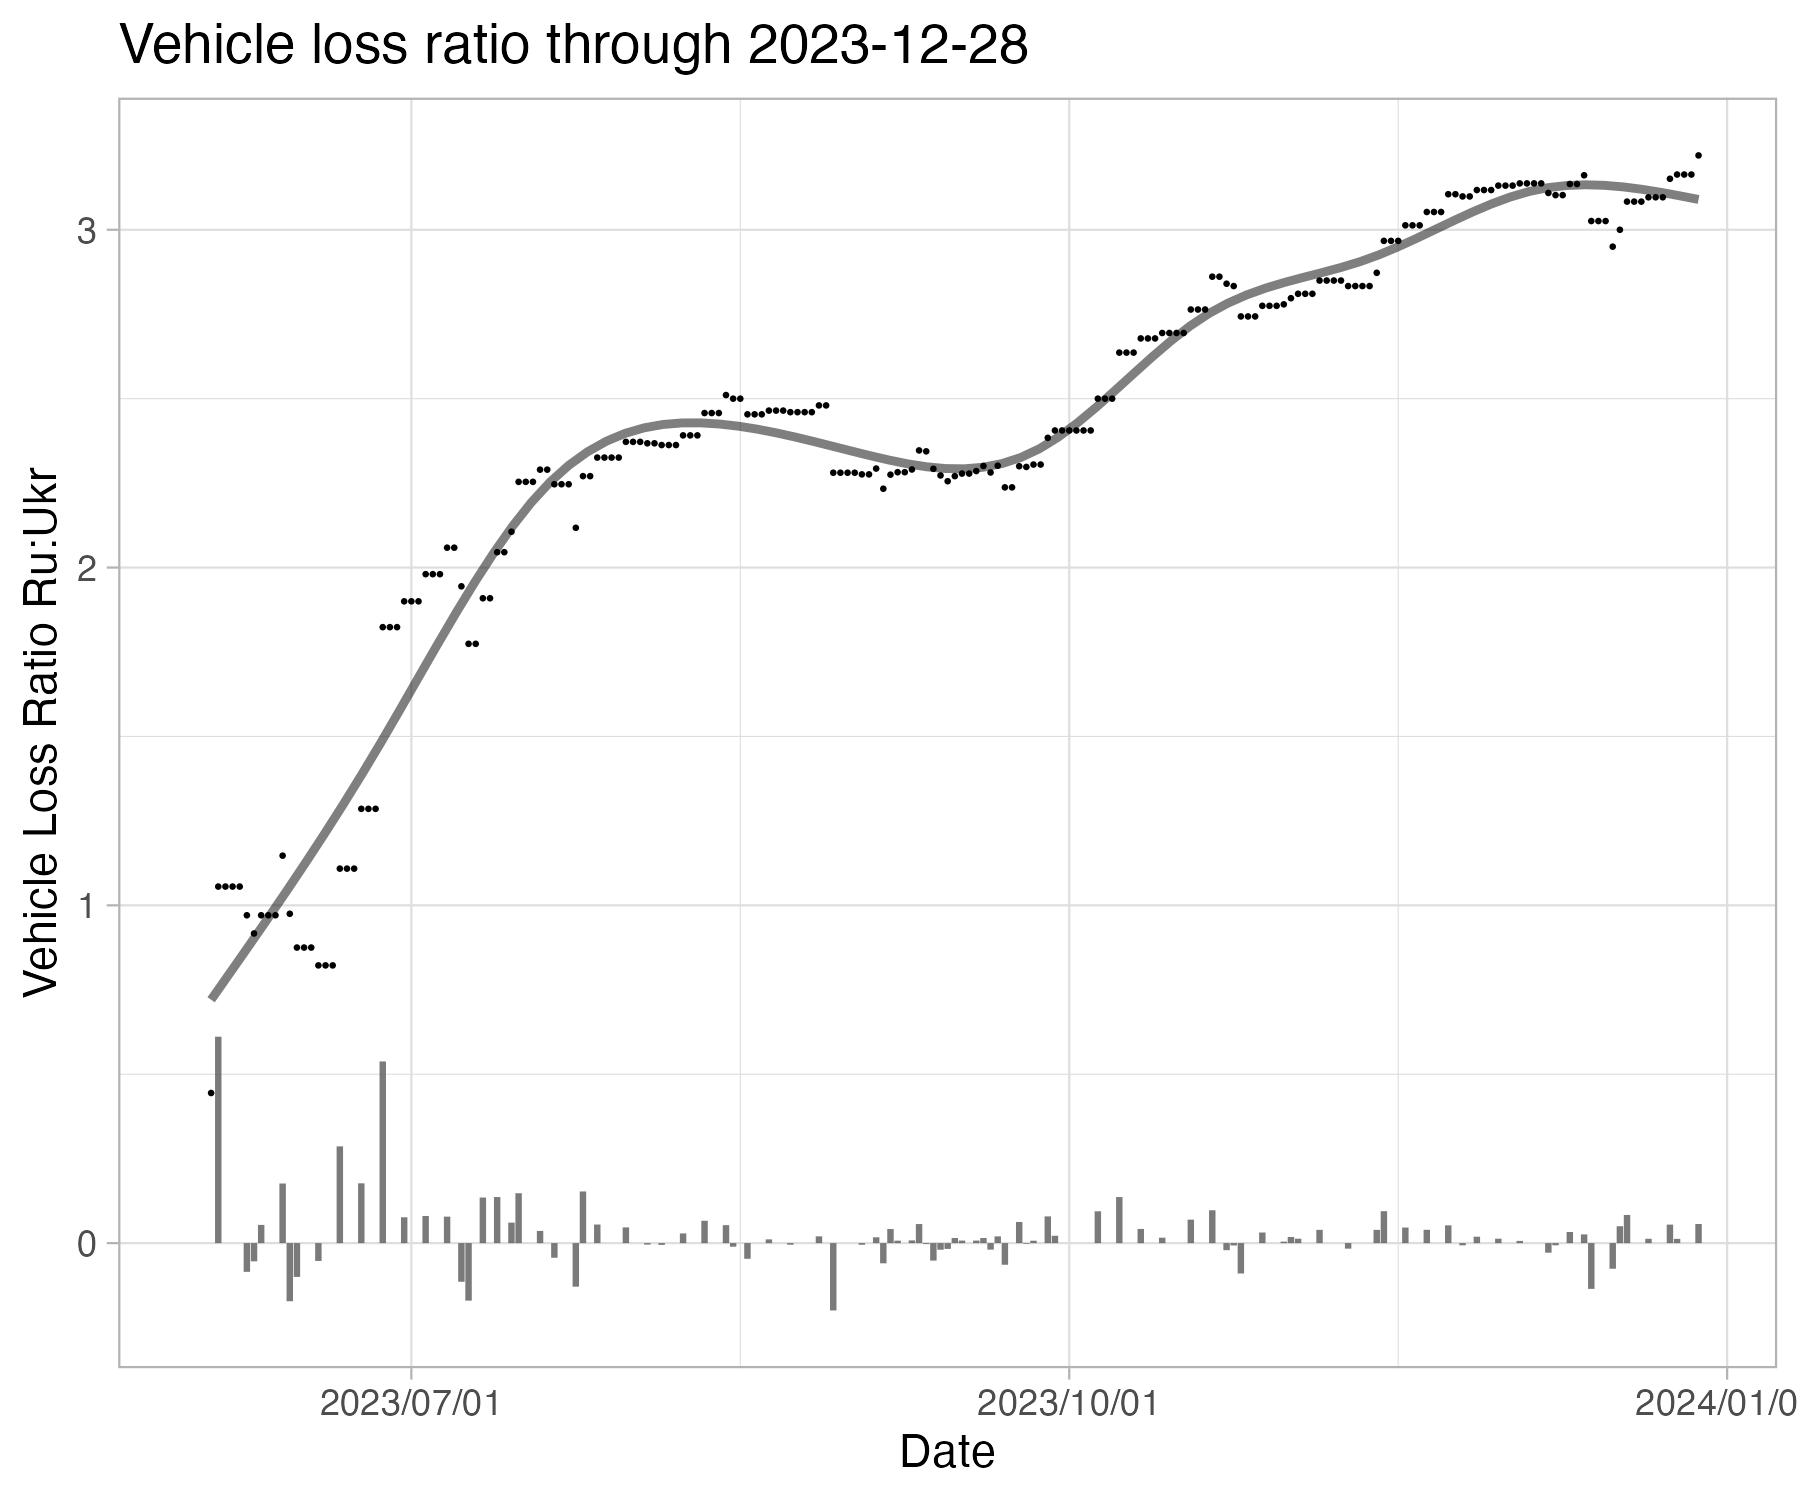 Vehicle loss ratio through 2023-12-28
Vehicle Loss Ratio Ru:Ukr
3
2
1
0
2023/07/01
2023/10/01
2024/01/0
Date